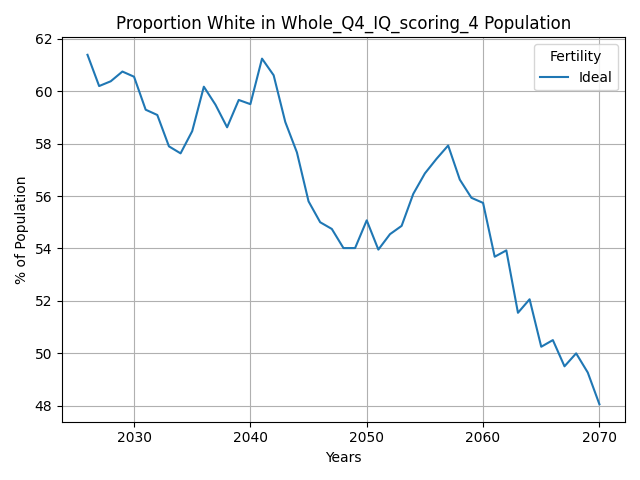 Proportion White in Whole_Q4_IQ_scoring_4 Population
Fertility
Ideal
62
60
58
56
54
52
50
48
% of Population
2030
2040
2050
2060
2070
Years